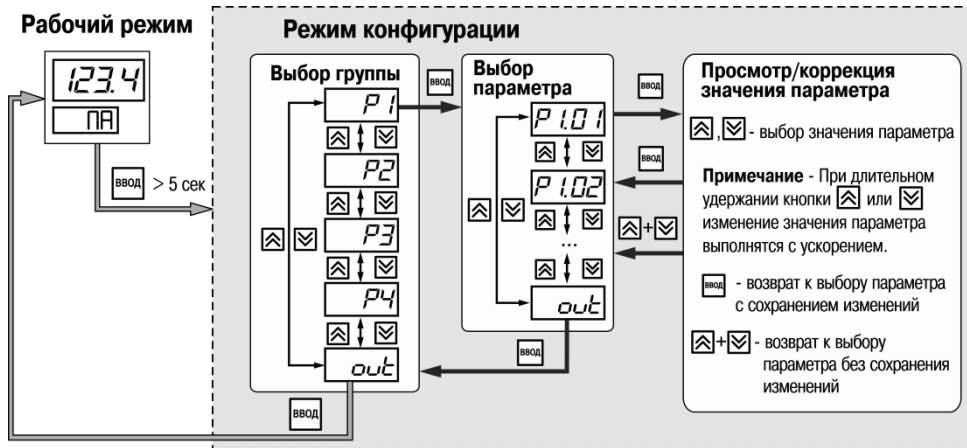 Рабочий режим
123.4
ПА
ввод > 5 сек
Режим конфигурации
Выбор группы
P1
P2
P3
P4
out
ввод
ввод
Выбор
параметра
P1.01
P1.02
...
out
ввод
ввод
ввод
+
Просмотр/коррекция
значения параметра
, - выбор значения параметра
Примечание - При длительном
удержании кнопки или
изменение значения параметра
выполнятся с ускорением.
ввод - возврат к выбору параметра
с сохранением изменений
+ - возврат к выбору
параметра без сохранения
изменений